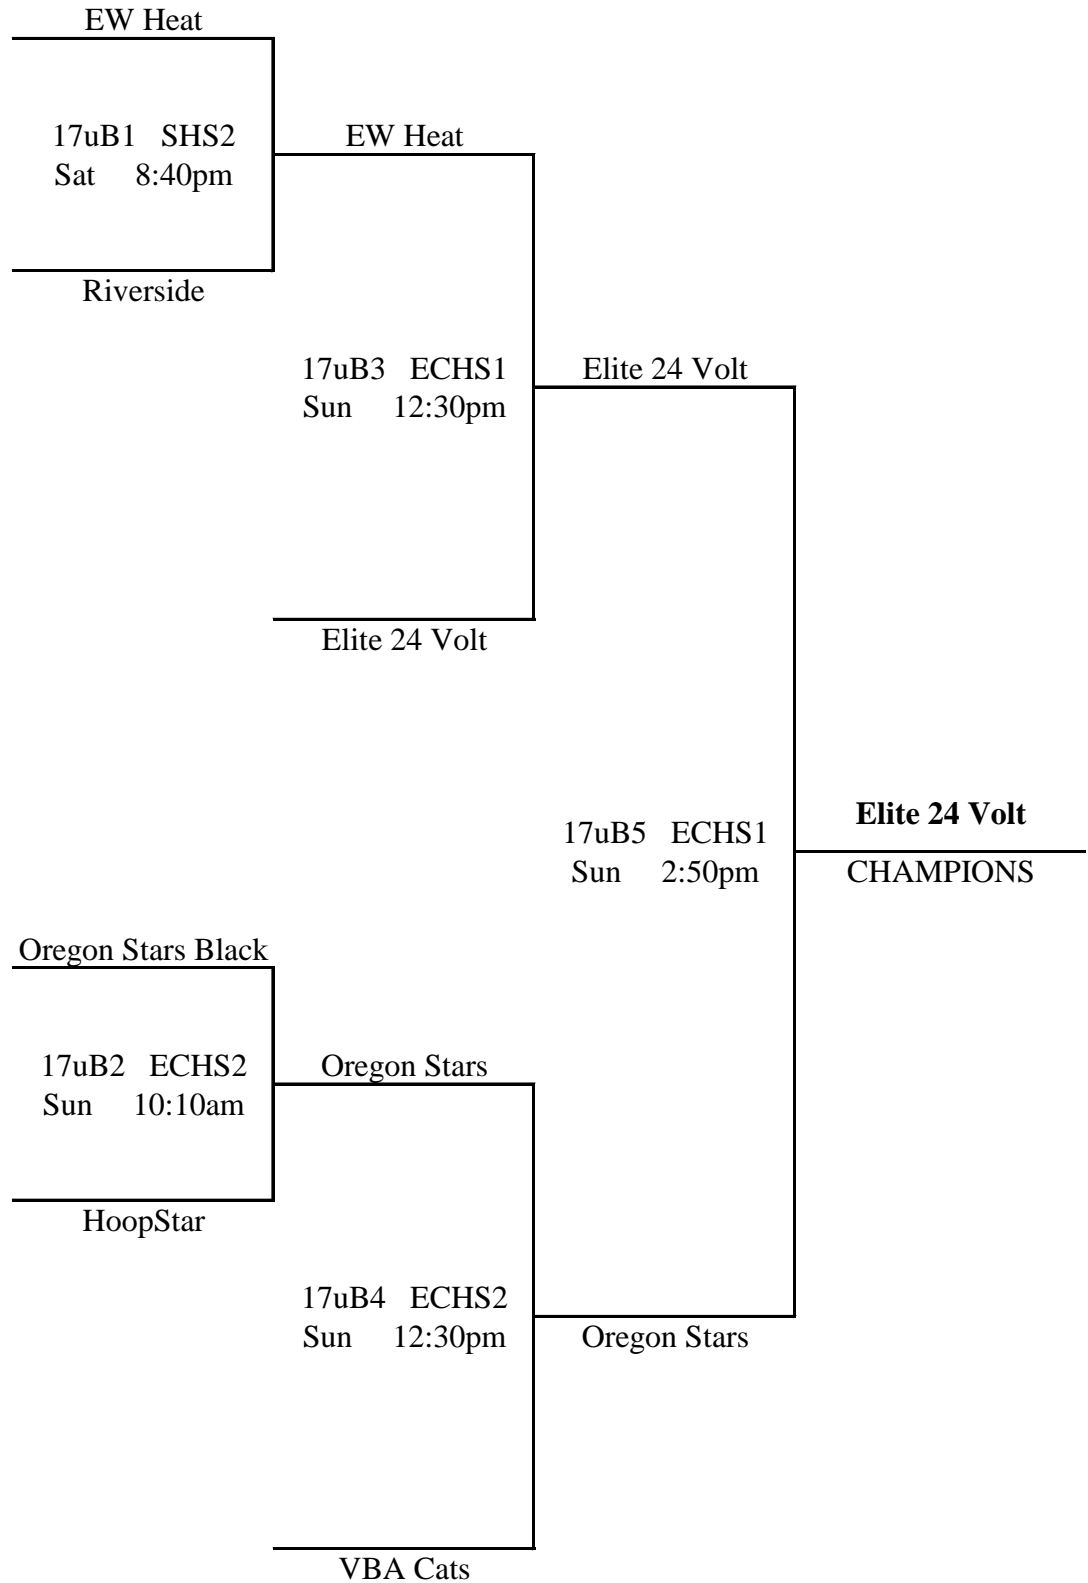 EW Heat
17uB1 SHS2
Sat 8:40pm
EW Heat
Riverside
17uB3 ECHS1
Sun 12:30pm
Elite 24 Volt
Elite 24 Volt
17uB5 ECHS1
Sun 2:50pm
Elite 24 Volt
CHAMPIONS
Oregon Stars Black
17uB2 ECHS2
Sun 10:10am
Oregon Stars
HoopStar
17uB4 ECHS2
Sun 12:30pm
Oregon Stars
VBA Cats